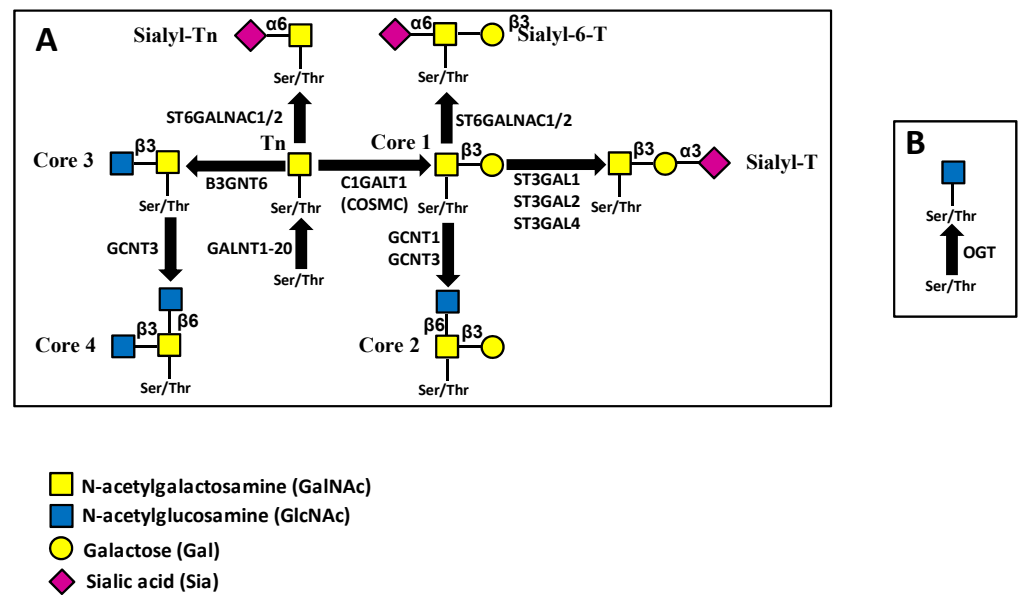 A
Sialyl-Tn
α6
Ser/Thr
α6
β3
Sialyl-6-T
Ser/Thr
ST6GALNAC1/2
ST6GALNAC1/2
Tn
Core 1
Core 3
β3
B3GNT6
C1GALT1
(COSMC)
β3
ST3GAL1
ST3GAL2
ST3GAL4
β3
α3
Sialyl-T
Ser/Thr
Ser/Thr
Ser/Thr
Ser/Thr
GCNT3
GALNT1-20
Ser/Thr
GCNT1
GCNT3
Core 4
β3
β6
Ser/Thr
Core 2
β6
β3
Ser/Thr
B
Ser/Thr
OGT
Ser/Thr
N-acetylgalactosamine (GalNAc)
N-acetylglucosamine (GlcNAc)
Galactose (Gal)
Sialic acid (Sia)